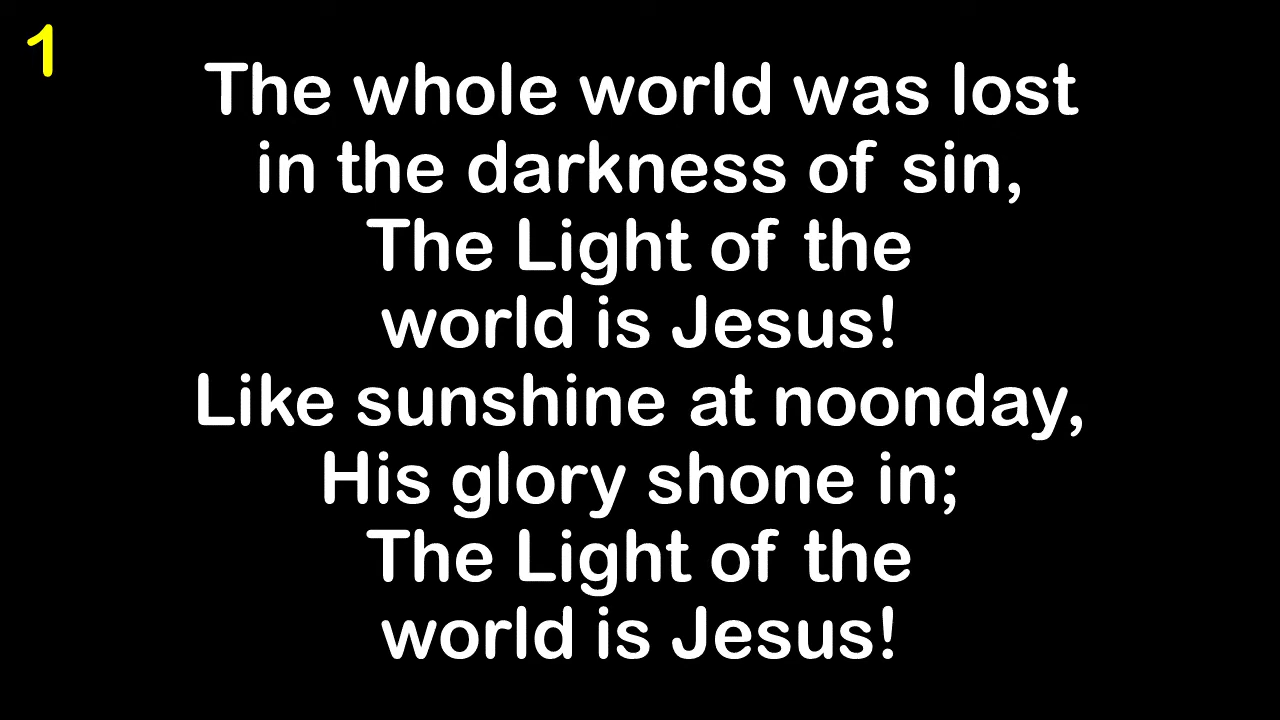 1
The whole world was lost
in the darkness of sin,
The Light of the
world is Jesus!
Like sunshine at noonday,
His glory shone in;
The Light of the
world is Jesus!